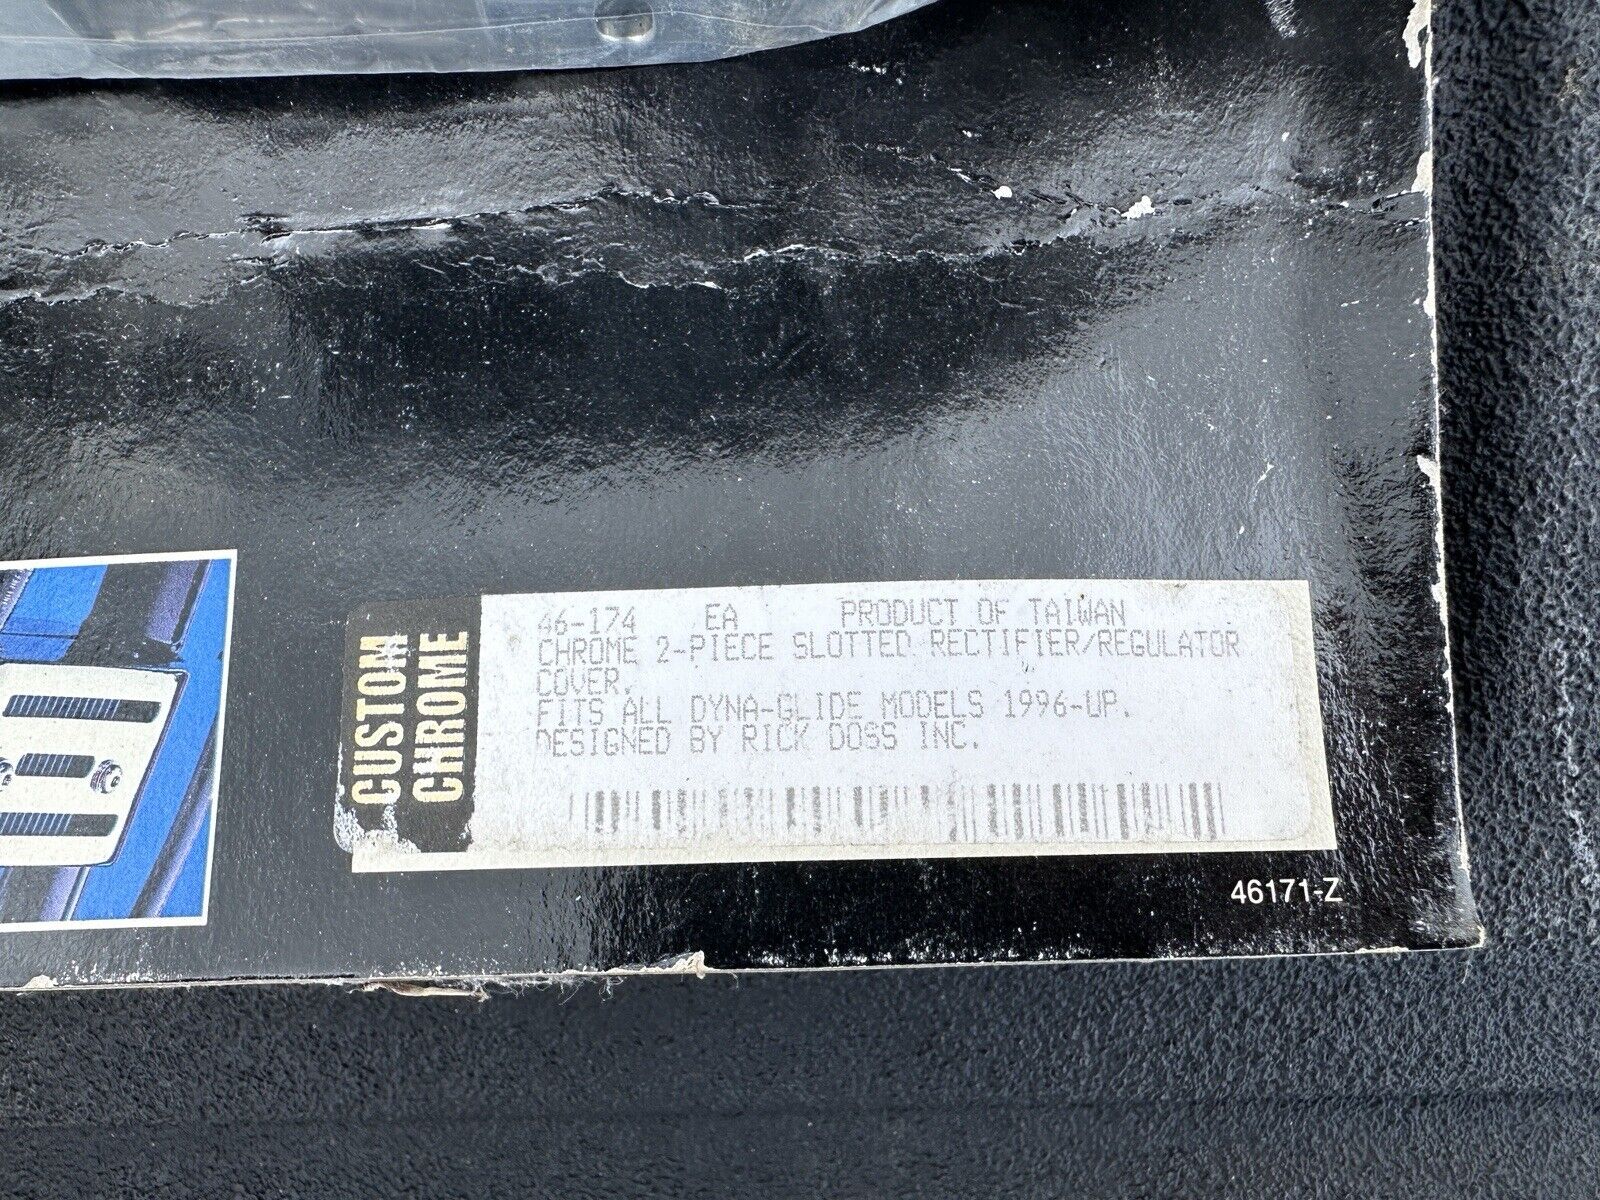 CUSTOM
CHROME
46-174 EA PRODUCT OF TAIWAN
CHROME 2-PIECE SLOTTED RECTIFIER/REGULATOR
COVER.
FITS ALL DYNA-GLIDE MODELS 1996-UP.
DESIGNED BY RICK DOSS INC.
46171-Z